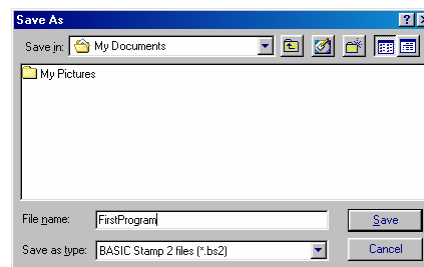 Save As
Save in: My Documents
My Pictures
File name: FirstProgram Save
Save as type: BASIC Stamp 2 files (*.bs2) Cancel